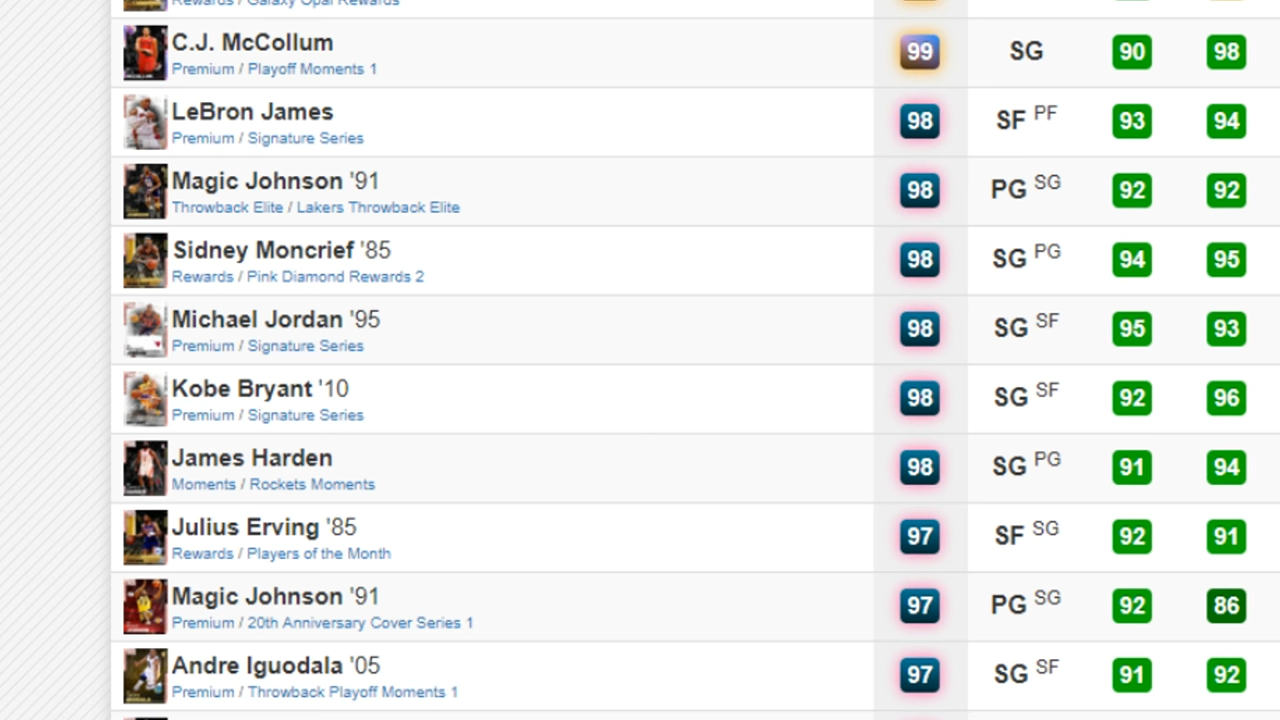 Rewards / Galaxy Opal Rewards
C.J. McCollum
Premium / Playoff Moments 1
99 SG 90 98
LeBron James
Premium / Signature Series
98 SF PF 93 94
Magic Johnson '91
Throwback Elite / Lakers Throwback Elite
98 PG SG 92 92
Sidney Moncrief '85
Rewards / Pink Diamond Rewards 2
98 SG PG 94 95
Michael Jordan '95
Premium / Signature Series
98 SG SF 95 93
Kobe Bryant '10
Premium / Signature Series
98 SG SF 92 96
James Harden
Moments / Rockets Moments
98 SG PG 91 94
Julius Erving '85
Rewards / Players of the Month
97 SF SG 92 91
Magic Johnson '91
Premium / 20th Anniversary Cover Series 1
97 PG SG 92 86
Andre Iguodala '05
Premium / Throwback Playoff Moments 1
97 SG SF 91 92